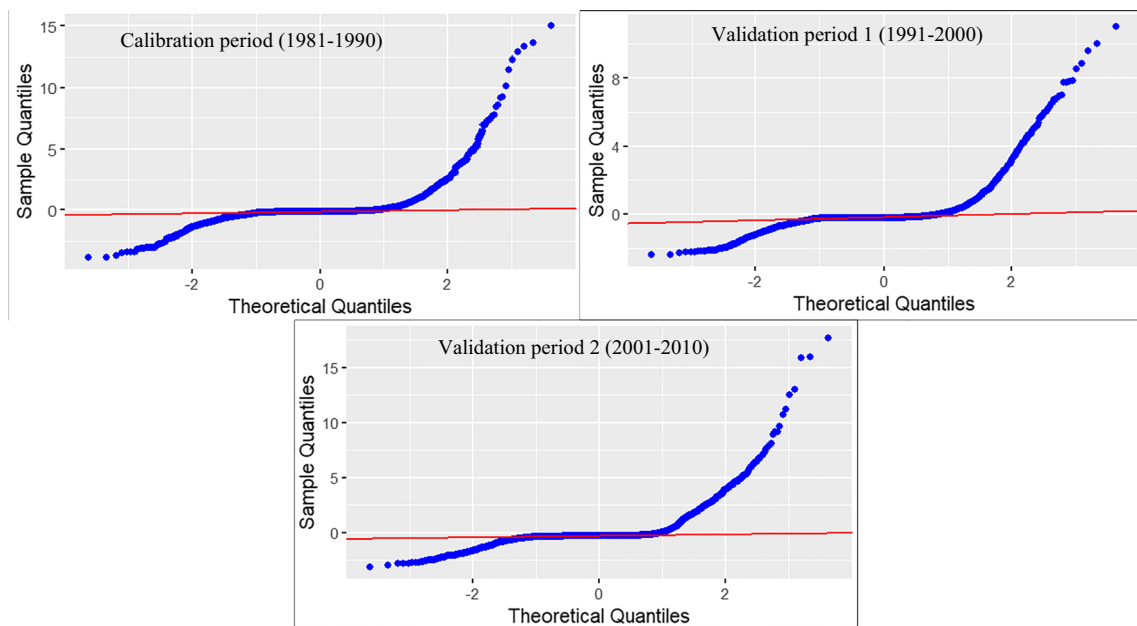 Calibration period (1981-1990)
15
10
5
0
Sample Quantiles
-2
0
2
Theoretical Quantiles
Validation period 1 (1991-2000)
8
4
0
Sample Quantiles
-2
0
2
Theoretical Quantiles
Validation period 2 (2001-2010)
15
10
5
0
Sample Quantiles
-2
0
2
Theoretical Quantiles